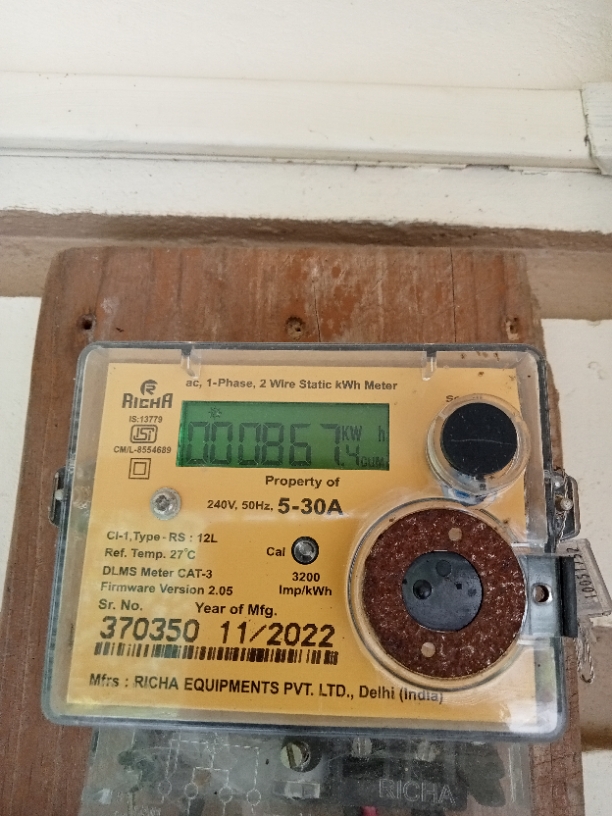 ac, 1-Phase, 2 Wire Static kWh Meter
RICHA
IS:13779
ISI
CM/L-8554689
000867.4 KW h
CUM
Property of
240V, 50Hz, 5-30A
Cl-1,Type - RS : 12L
Ref. Temp. 27°C
Cal
DLMS Meter CAT-3
3200
Firmware Version 2.05
Imp/kWh
Sr. No. Year of Mfg.
370350 11/2022
Mfrs : RICHA EQUIPMENTS PVT. LTD., Delhi (India)
RICHA